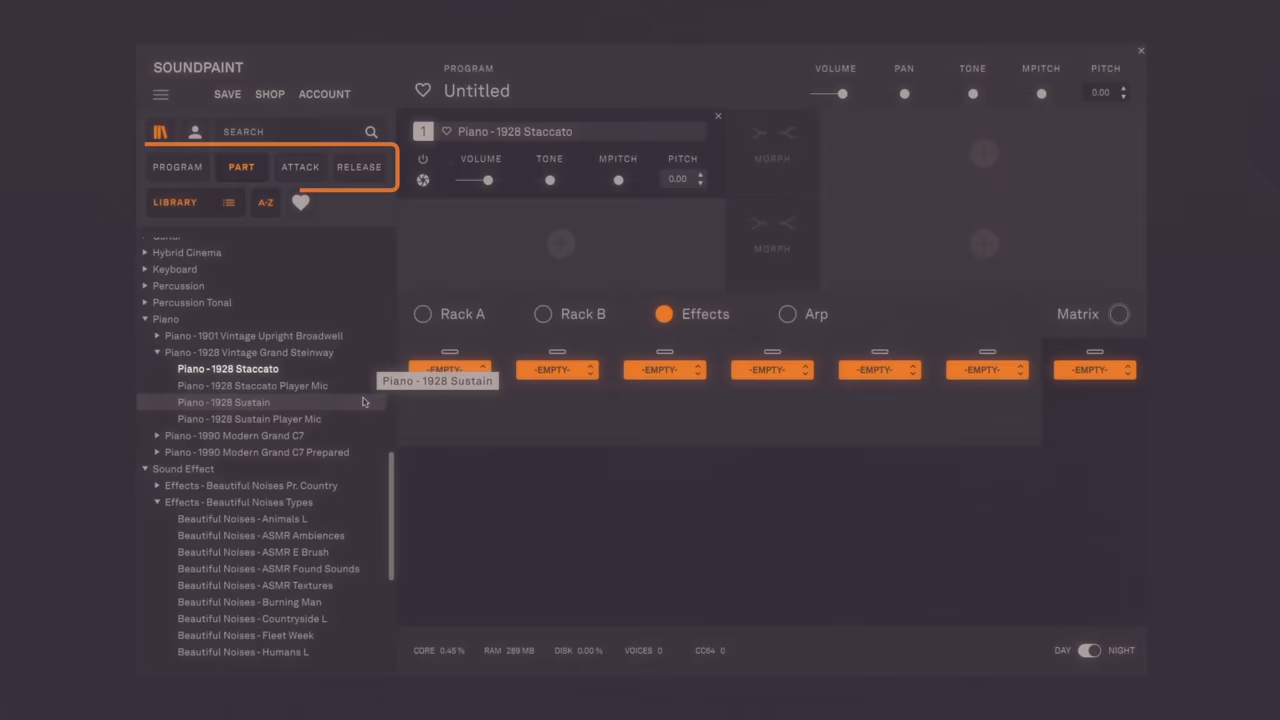 SOUNDPAINT
SAVE SHOP ACCOUNT
PROGRAM
Untitled
VOLUME PAN TONE MPITCH PITCH
0.00
SEARCH
PROGRAM PART ATTACK RELEASE
LIBRARY A-Z
1 Piano - 1928 Staccato
VOLUME TONE MPITCH PITCH
0.00
MORPH
MORPH
Hybrid Cinema
Keyboard
Percussion
Percussion Tonal
Piano
Piano - 1901 Vintage Upright Broadwell
Piano - 1928 Vintage Grand Steinway
Piano - 1928 Staccato
Piano - 1928 Staccato Player Mic
Piano - 1928 Sustain
Piano - 1928 Sustain Player Mic
Piano - 1990 Modern Grand C7
Piano - 1990 Modern Grand C7 Prepared
Sound Effect
Effects - Beautiful Noises Pr. Country
Effects - Beautiful Noises Types
Beautiful Noises - Animals L
Beautiful Noises - ASMR Ambiences
Beautiful Noises - ASMR E Brush
Beautiful Noises - ASMR Found Sounds
Beautiful Noises - ASMR Textures
Beautiful Noises - Burning Man
Beautiful Noises - Countryside L
Beautiful Noises - Fleet Week
Beautiful Noises - Humans L
Rack A Rack B Effects Arp Matrix
-EMPTY- -EMPTY- -EMPTY- -EMPTY- -EMPTY- -EMPTY- -EMPTY-
Piano - 1928 Sustain
CORE 0.45 % RAM 289 MB DISK 0.00 % VOICES 0 CC64 0
DAY NIGHT